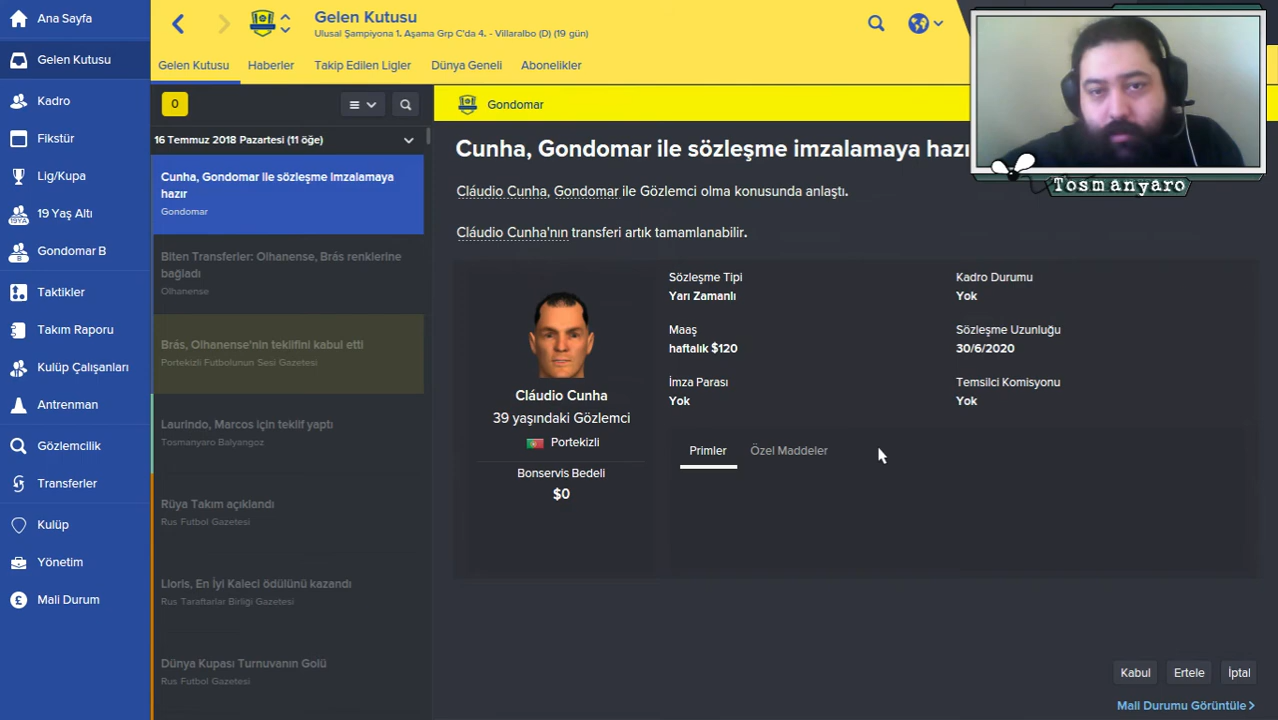 Ana Sayfa
Gelen Kutusu
Kadro
Fikstür
Lig/Kupa
19 Yaş Altı
Gondomar B
Taktikler
Takım Raporu
Kulüp Çalışanları
Antrenman
Gözlemcilik
Transferler
Kulüp
Yönetim
Mali Durum
Gelen Kutusu
Ulusal Şampiyona 1. Aşama Grp C'da 4. - Villaralbo (D) (19 gün)
Gelen Kutusu
Haberler
Takip Edilen Ligler
Dünya Geneli
Abonelikler
0
16 Temmuz 2018 Pazartesi (11 öğe)
Cunha, Gondomar ile sözleşme imzalamaya
hazır
Gondomar
Biten Transferler: Olhanense, Brás renklerine
bağladı
Olhanense
Brás, Olhanense'nin teklifini kabul etti
Portekizli Futbolunun Sesi Gazetesi
Laurindo, Marcos için teklif yaptı
Tosmanyaro Balyangoz
Rüya Takım açıklandı
Rus Futbol Gazetesi
Lloris, En İyi Kaleci ödülünü kazandı
Rus Taraftarlar Birliği Gazetesi
Dünya Kupası Turnuvanın Golü
Rus Futbol Gazetesi
Gondomar
Cunha, Gondomar ile sözleşme imzalamaya hazı
Cláudio Cunha, Gondomar ile Gözlemci olma konusunda anlaştı.
Cláudio Cunha'nın transferi artık tamamlanabilir.
Cláudio Cunha
39 yaşındaki Gözlemci
Portekizli
Bonservis Bedeli
$0
Sözleşme Tipi
Yarı Zamanlı
Kadro Durumu
Yok
Maaş
haftalık $120
Sözleşme Uzunluğu
30/6/2020
İmza Parası
Yok
Temsilci Komisyonu
Yok
Primler
Özel Maddeler
Kabul
Ertele
İptal
Mali Durumu Görüntüle >
Tosmanyaro